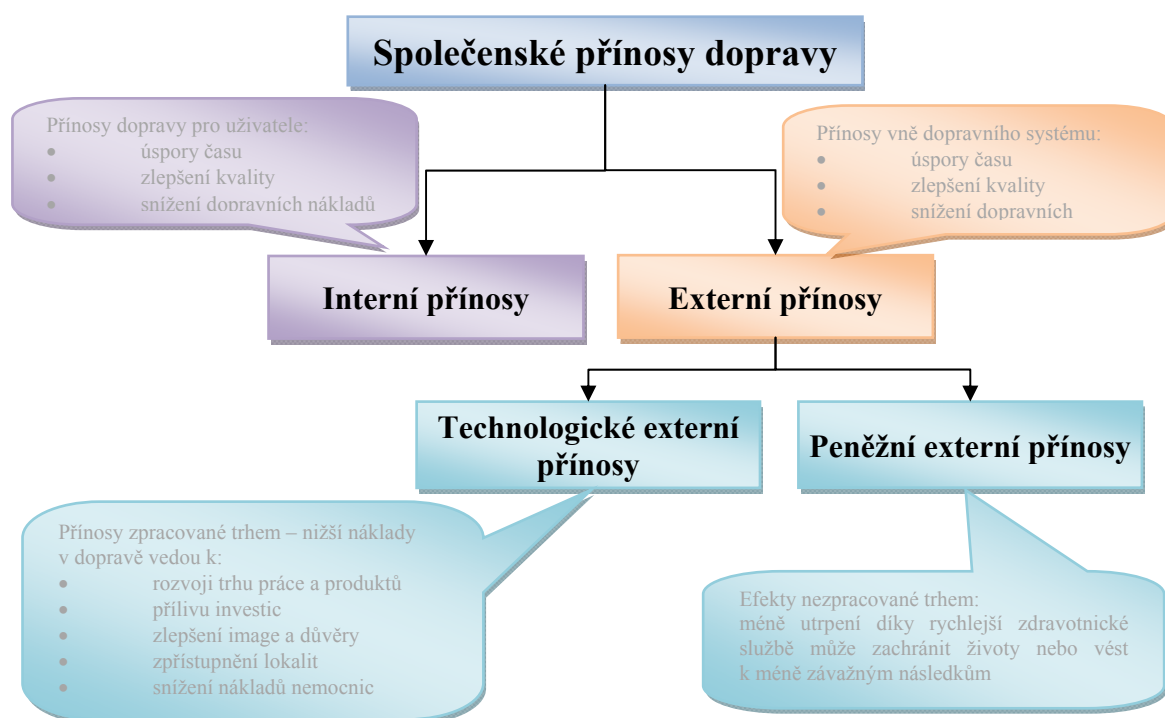 Společenské přínosy dopravy
Přínosy dopravy pro uživatele:
• úspory času
• zlepšení kvality
• snížení dopravních nákladů
Přínosy vně dopravního systému:
• úspory času
• zlepšení kvality
• snížení dopravních
Interní přínosy
Externí přínosy
Technologické externí
přínosy
Peněžní externí přínosy
Přínosy zpracované trhem – nižší náklady
v dopravě vedou k:
• rozvoji trhu práce a produktů
• přílivu investic
• zlepšení image a důvěry
• zpřístupnění lokalit
• snížení nákladů nemocnic
Efekty nezpracované trhem:
méně utrpení díky rychlejší zdravotnické
službě může zachránit životy nebo vést
k méně závažným následkům